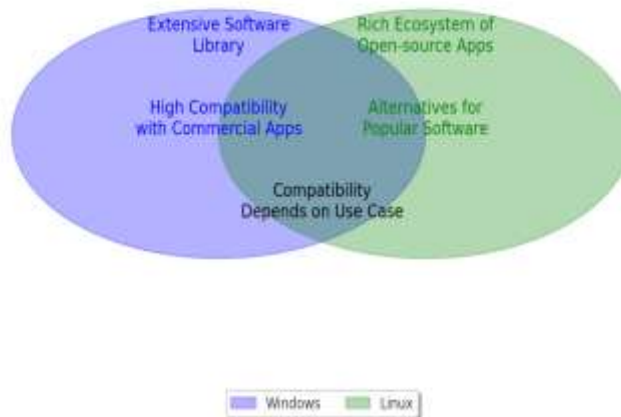 Extensive Software
Library
Rich Ecosystem of
Open-source Apps
High Compatibility
with Commercial Apps
Alternatives for
Popular Software
Compatibility
Depends on Use Case
Windows
Linux